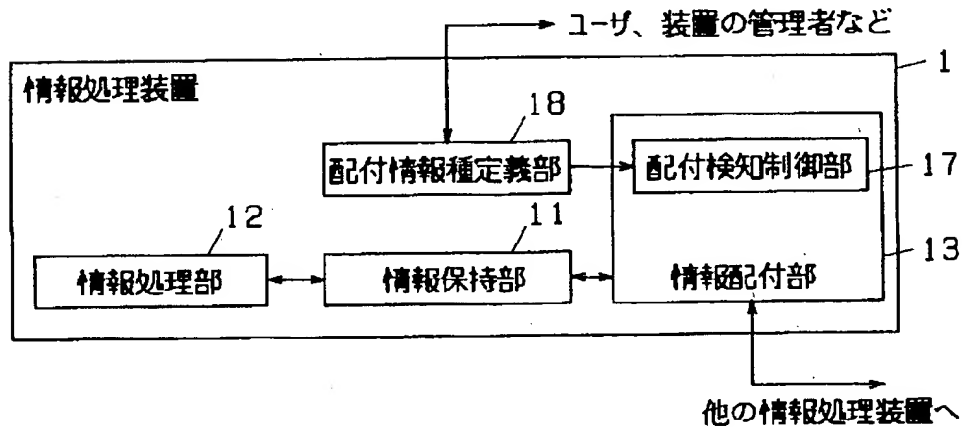 ユーザ、装置の管理者など
1
情報処理装置
18
配付情報種定義部
配付検知制御部
17
12
11
13
情報処理部
情報保持部
情報配付部
他の情報処理装置へ